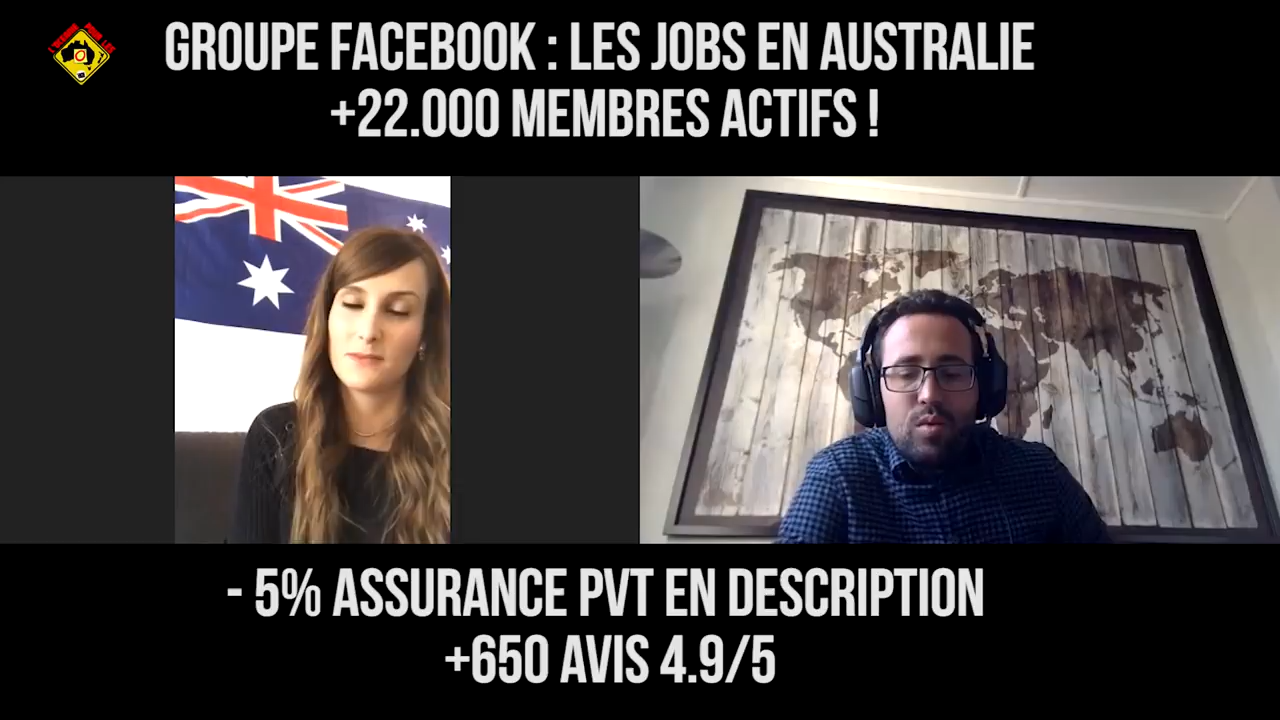 GROUPE FACEBOOK : LES JOBS EN AUSTRALIE
+22.000 MEMBRES ACTIFS !
- 5% ASSURANCE PVT EN DESCRIPTION
+650 AVIS 4.9/5